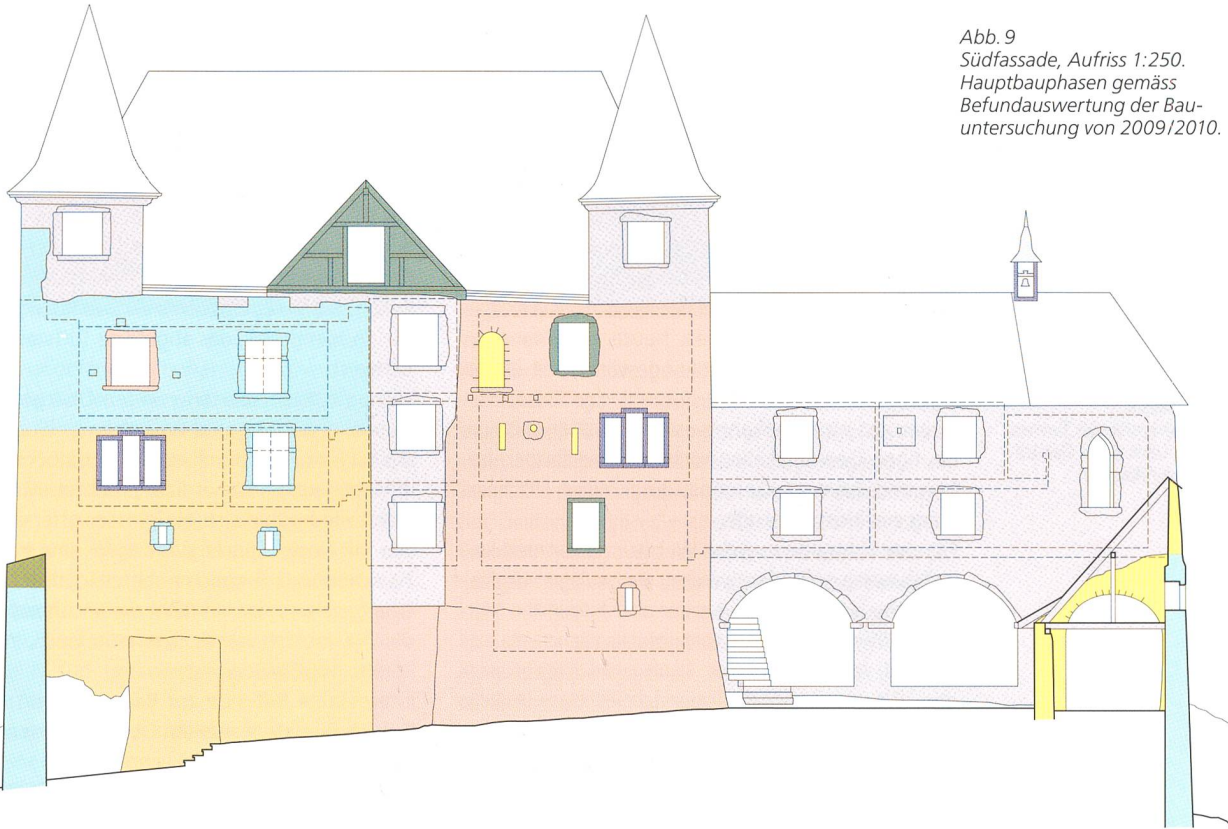 Abb. 9
Südfassade, Aufriss 1:250.
Hauptbauphasen gemäss
Befundauswertung der Bau-
untersuchung von 2009/2010.